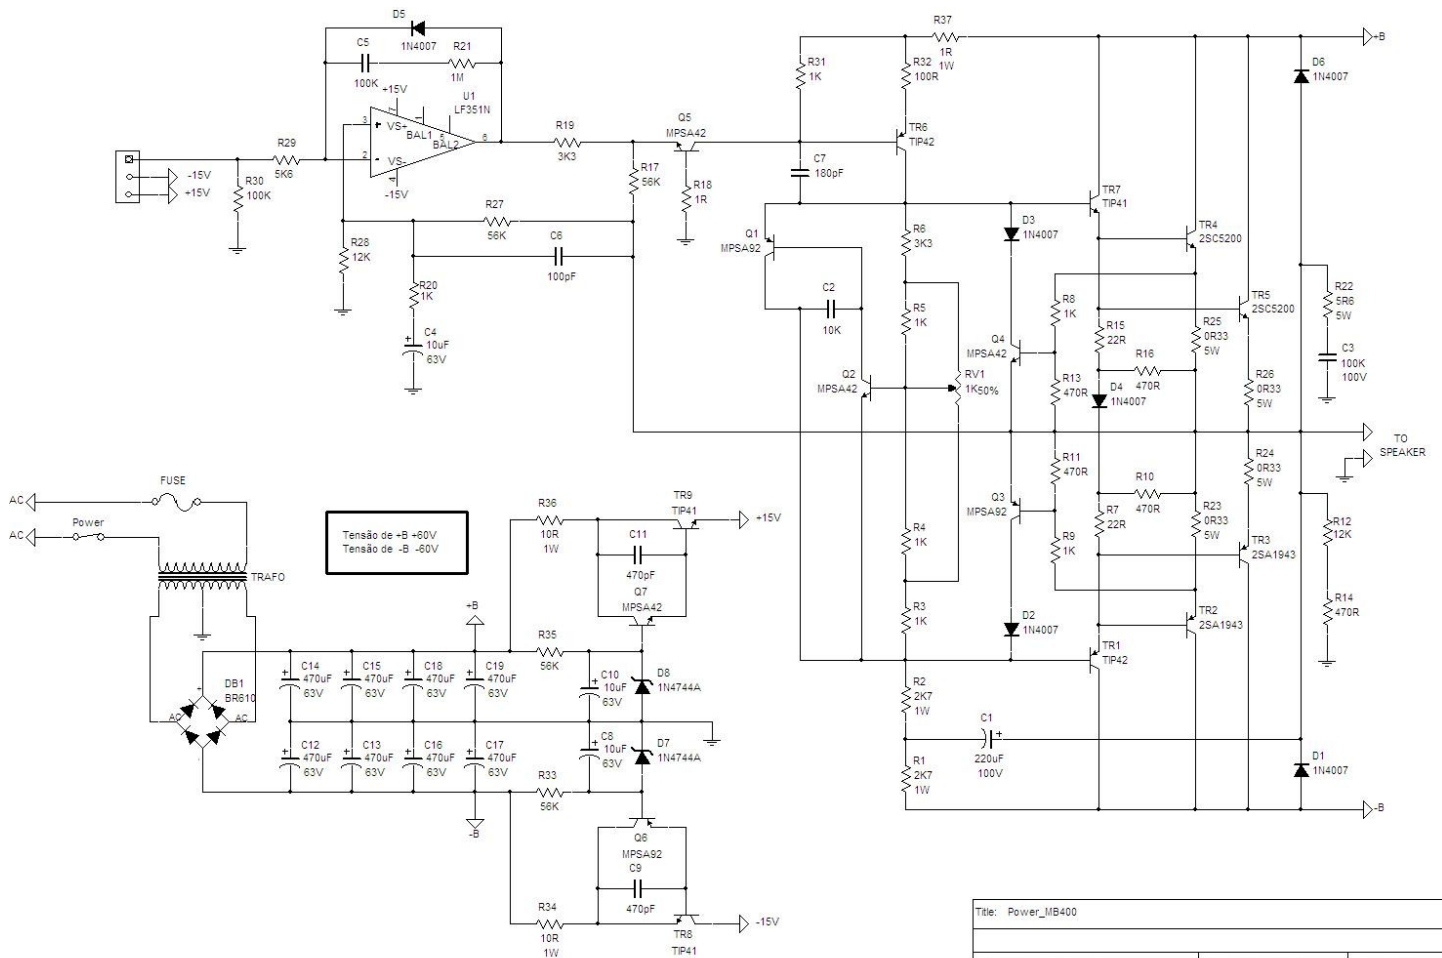 D5
1N4007
C5
100K
R21
1M
+15V
U1
LF351N
7
1
3
VS+
BAL1
5
BAL2
6
2
VS-
4
-15V
R29
5K6
-15V
+15V
R30
100K
R19
3K3
Q5
MPSA42
R17
56K
R18
1R
R27
56K
C6
100pF
R28
12K
R20
1K
C4
10uF
63V
R37
1R
1W
R31
1K
R32
100R
TR6
TIP42
C7
180pF
+B
D6
1N4007
TR7
TIP41
Q1
MPSA92
R6
3K3
D3
1N4007
TR4
2SC5200
C2
10K
R5
1K
R8
1K
TR5
2SC5200
R22
5R6
5W
R15
22R
R25
0R33
5W
Q4
MPSA42
C3
100K
100V
Q2
MPSA42
RV1
1K
50%
R13
470R
R16
470R
D4
1N4007
R26
0R33
5W
TO
SPEAKER
R11
470R
R24
0R33
5W
Q3
MPSA92
R10
470R
R7
22R
R23
0R33
5W
R12
12K
R4
1K
R9
1K
TR3
2SA1943
R14
470R
R3
1K
D2
1N4007
TR2
2SA1943
TR1
TIP42
R2
2K7
1W
C1
220uF
100V
R1
2K7
1W
D1
1N4007
-B
AC
FUSE
AC
Power
TRAFO
Tensão de +B +60V
Tensão de -B -60V
R36
10R
1W
TR9
TIP41
+15V
C11
470pF
Q7
MPSA42
+B
R35
56K
DB1
BR610
+
AC
AC
-
C14
470uF
63V
C15
470uF
63V
C18
470uF
63V
C19
470uF
63V
C10
10uF
63V
D8
1N4744A
C12
470uF
63V
C13
470uF
63V
C16
470uF
63V
C17
470uF
63V
C8
10uF
63V
D7
1N4744A
R33
56K
-B
Q6
MPSA92
C9
470pF
R34
10R
1W
TR8
TIP41
-15V
Title: Power_MB400